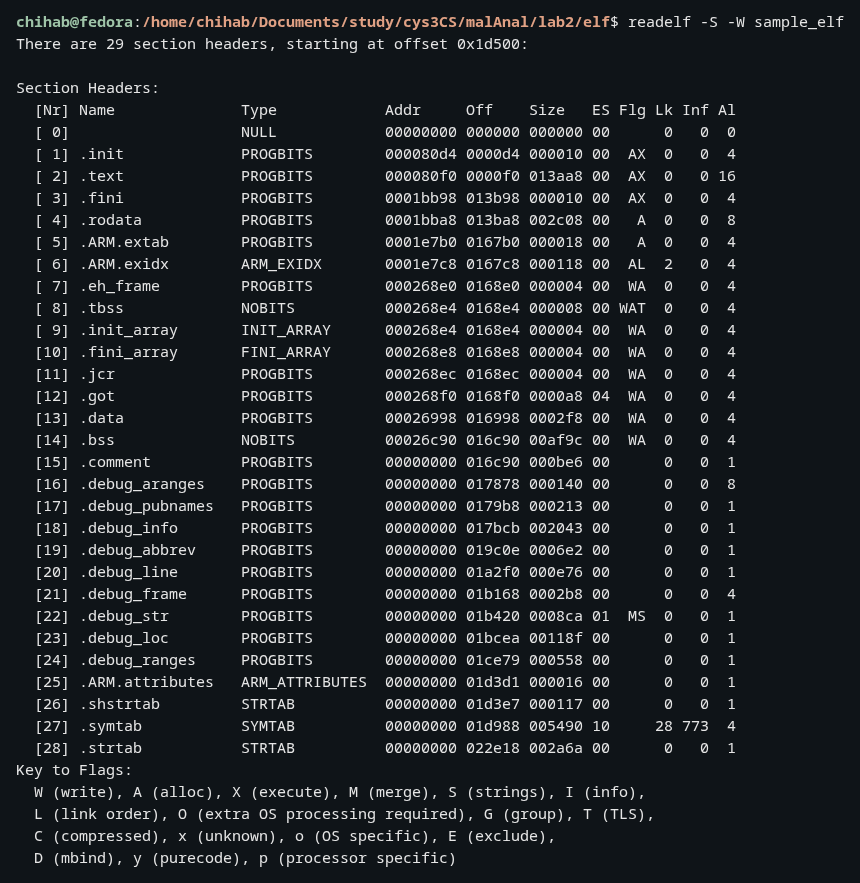 chihab@fedora:/home/chihab/Documents/study/cys3CS/malAnal/lab2/elf$ readelf -S -W sample_elf
There are 29 section headers, starting at offset 0x1d500:

Section Headers:
  [Nr] Name              Type            Addr     Off    Size   ES Flg Lk Inf Al
  [ 0]                   NULL            00000000 000000 000000 00      0   0  0
  [ 1] .init             PROGBITS        000080d4 0000d4 000010 00  AX  0   0  4
  [ 2] .text             PROGBITS        000080f0 0000f0 013aa8 00  AX  0   0 16
  [ 3] .fini             PROGBITS        0001bb98 013b98 000010 00  AX  0   0  4
  [ 4] .rodata           PROGBITS        0001bba8 013ba8 002c08 00   A  0   0  8
  [ 5] .ARM.extab        PROGBITS        0001e7b0 0167b0 000018 00   A  0   0  4
  [ 6] .ARM.exidx        ARM_EXIDX       0001e7c8 0167c8 000118 00  AL  2   0  4
  [ 7] .eh_frame         PROGBITS        000268e0 0168e0 000004 00  WA  0   0  4
  [ 8] .tbss             NOBITS          000268e4 0168e4 000008 00 WAT  0   0  4
  [ 9] .init_array       INIT_ARRAY      000268e4 0168e4 000004 00  WA  0   0  4
  [10] .fini_array       FINI_ARRAY      000268e8 0168e8 000004 00  WA  0   0  4
  [11] .jcr              PROGBITS        000268ec 0168ec 000004 00  WA  0   0  4
  [12] .got              PROGBITS        000268f0 0168f0 0000a8 04  WA  0   0  4
  [13] .data             PROGBITS        00026998 016998 0002f8 00  WA  0   0  4
  [14] .bss              NOBITS          00026c90 016c90 00af9c 00  WA  0   0  4
  [15] .comment          PROGBITS        00000000 016c90 000be6 00      0   0  1
  [16] .debug_aranges    PROGBITS        00000000 017878 000140 00      0   0  8
  [17] .debug_pubnames   PROGBITS        00000000 0179b8 000213 00      0   0  1
  [18] .debug_info       PROGBITS        00000000 017bcb 002043 00      0   0  1
  [19] .debug_abbrev     PROGBITS        00000000 019c0e 0006e2 00      0   0  1
  [20] .debug_line       PROGBITS        00000000 01a2f0 000e76 00      0   0  1
  [21] .debug_frame      PROGBITS        00000000 01b168 0002b8 00      0   0  4
  [22] .debug_str        PROGBITS        00000000 01b420 0008ca 01  MS  0   0  1
  [23] .debug_loc        PROGBITS        00000000 01bcea 00118f 00      0   0  1
  [24] .debug_ranges     PROGBITS        00000000 01ce79 000558 00      0   0  1
  [25] .ARM.attributes   ARM_ATTRIBUTES  00000000 01d3d1 000016 00      0   0  1
  [26] .shstrtab         STRTAB          00000000 01d3e7 000117 00      0   0  1
  [27] .symtab           SYMTAB          00000000 01d988 005490 10     28 773  4
  [28] .strtab           STRTAB          00000000 022e18 002a6a 00      0   0  1
Key to Flags:
  W (write), A (alloc), X (execute), M (merge), S (strings), I (info),
  L (link order), O (extra OS processing required), G (group), T (TLS),
  C (compressed), x (unknown), o (OS specific), E (exclude),
  D (mbind), y (purecode), p (processor specific)